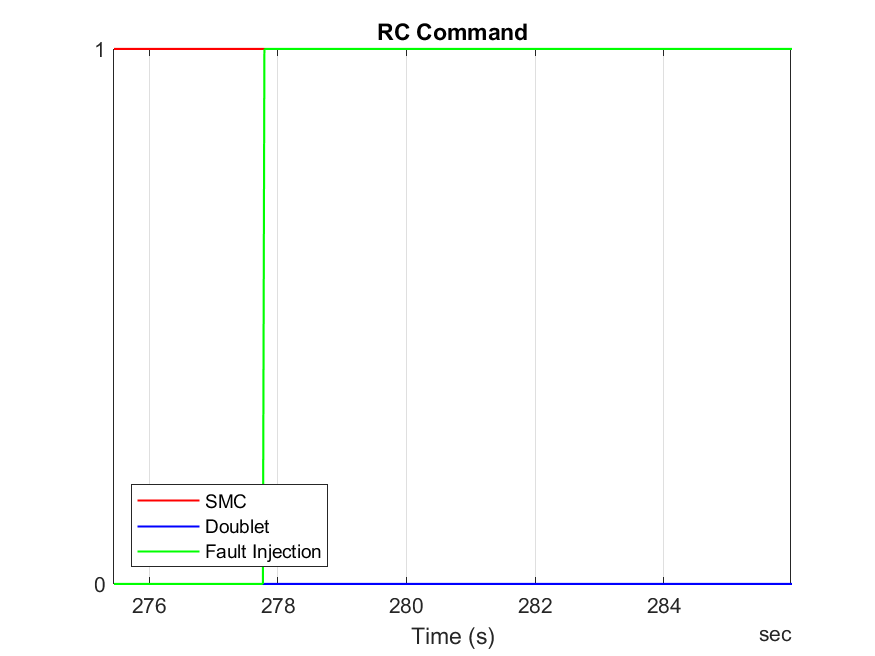 RC Command
1
SMC
Doublet
Fault Injection
0
276 278 280 282 284
Time (s)
sec